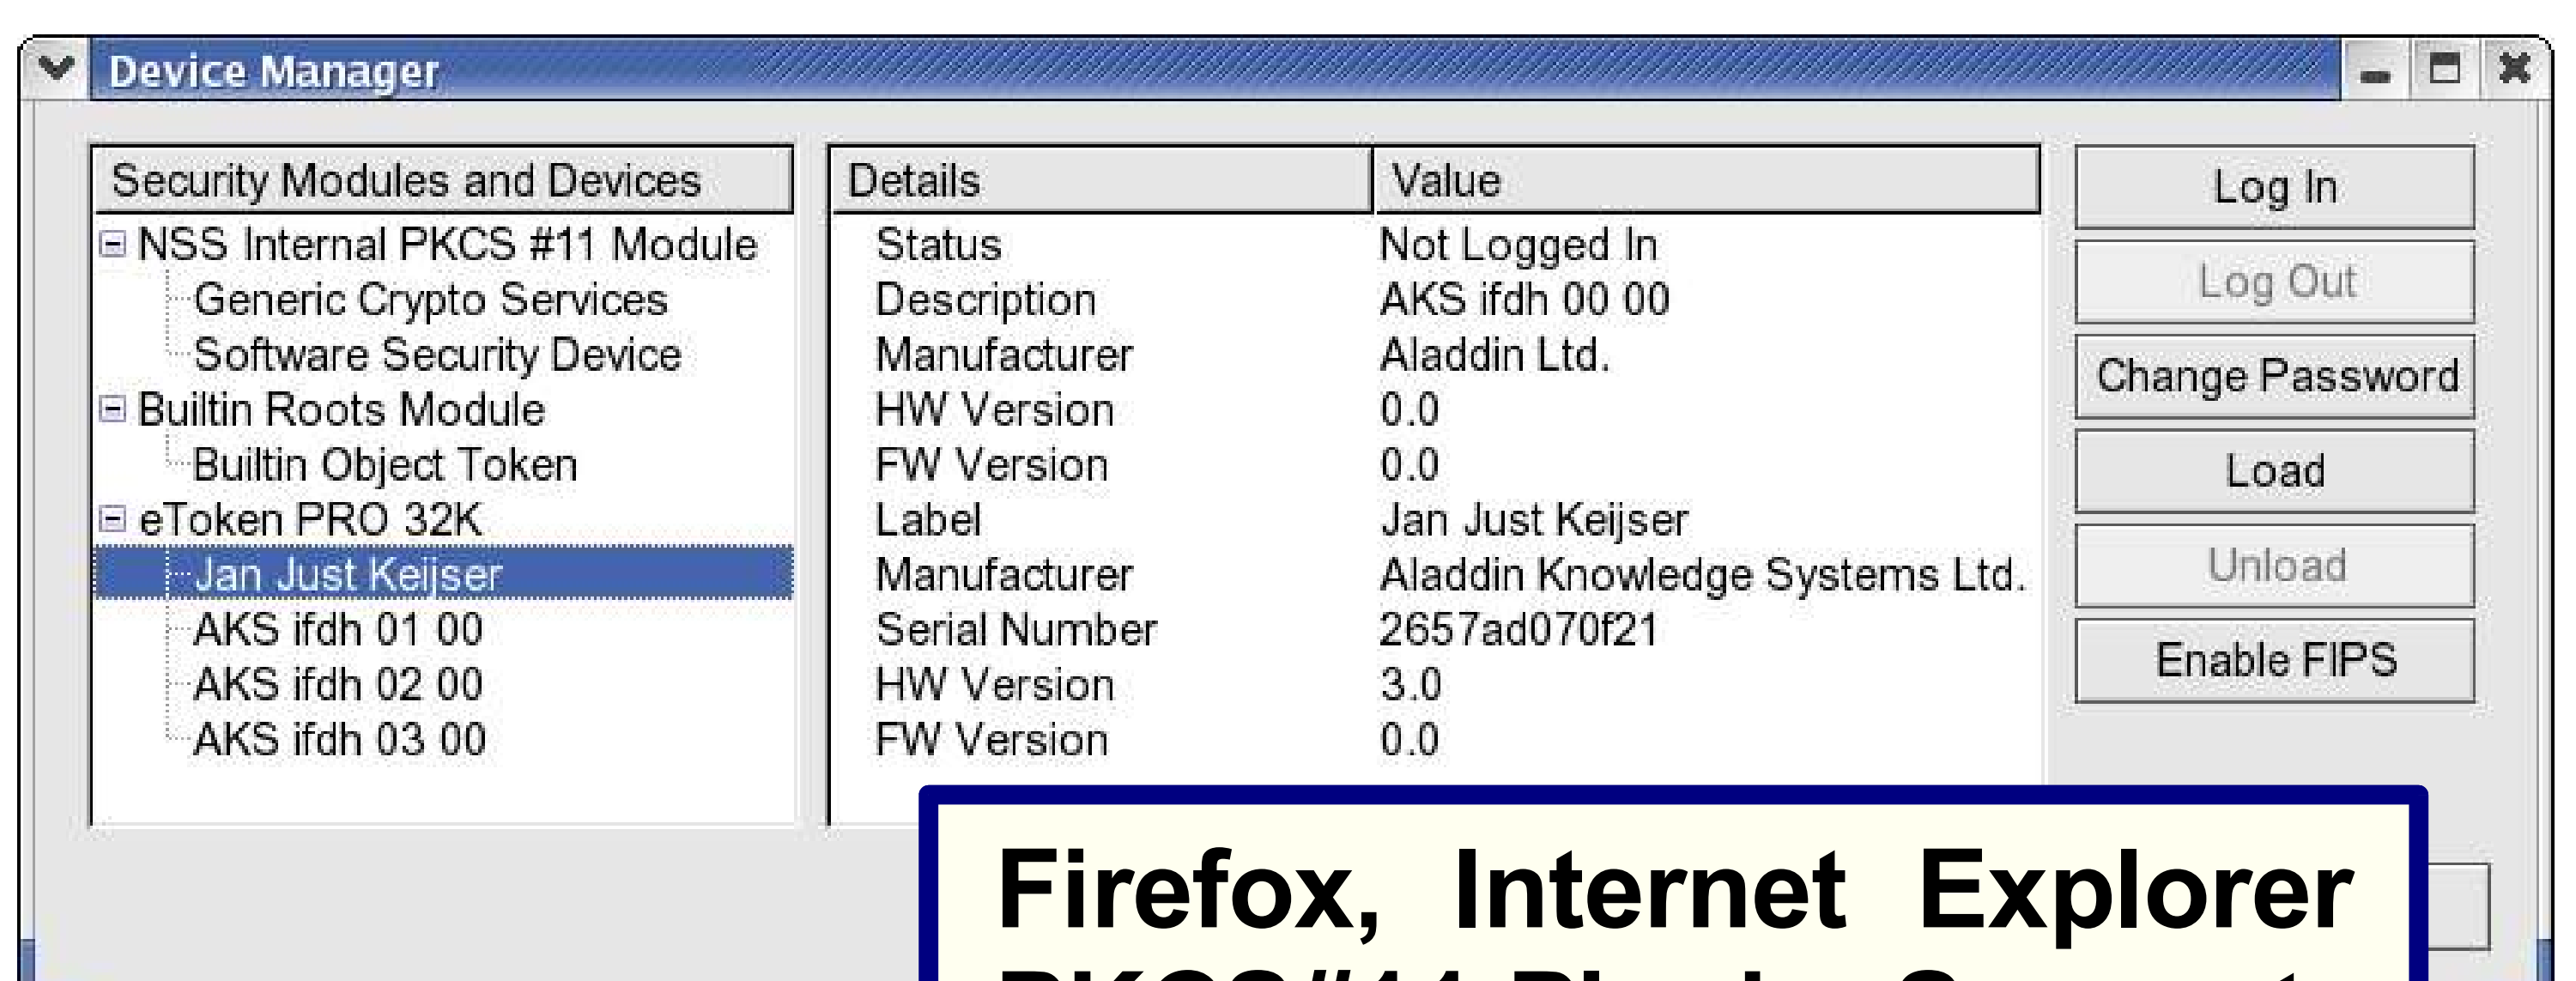 Device Manager
Security Modules and Devices
NSS Internal PKCS #11 Module
Generic Crypto Services
Software Security Device
Builtin Roots Module
Builtin Object Token
eToken PRO 32K
Jan Just Keijser
AKS ifdh 01 00
AKS ifdh 02 00
AKS ifdh 03 00
Details Value
Status Not Logged In
Description AKS ifdh 00 00
Manufacturer Aladdin Ltd.
HW Version 0.0
FW Version 0.0
Label Jan Just Keijser
Manufacturer Aladdin Knowledge Systems Ltd.
Serial Number 2657ad070f21
HW Version 3.0
FW Version 0.0
Log In
Log Out
Change Password
Load
Unload
Enable FIPS
Firefox, Internet Explorer
PKCS#11